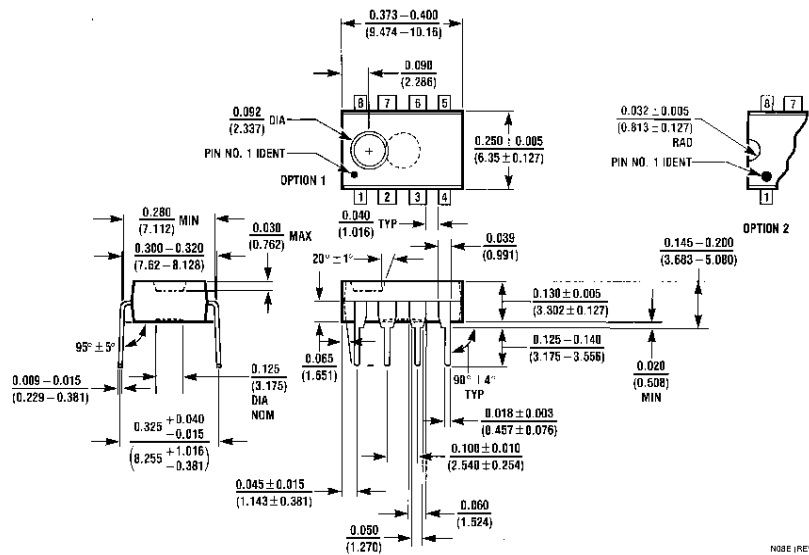 0.373 – 0.400
(9.474 – 10.16)
0.090
(2.286)
8 7 6 5
0.092
(2.337)
DIA
PIN NO. 1 IDENT
OPTION 1
0.250 ± 0.005
(6.35 ± 0.127)
1 2 3 4
0.032 ± 0.005
(0.813 ± 0.127)
RAD
PIN NO. 1 IDENT
8 7
1
OPTION 2
0.280
(7.112)
MIN
0.300 – 0.320
(7.62 – 8.128)
0.030
(0.762)
MAX
0.040
(1.016)
TYP
0.039
(0.991)
20° ± 1°
0.145 – 0.200
(3.683 – 5.080)
0.130 ± 0.005
(3.302 ± 0.127)
0.125 – 0.140
(3.175 – 3.556)
0.020
(0.508)
MIN
95° ± 5°
0.009 – 0.015
(0.229 – 0.381)
0.125
(3.175)
DIA
NOM
0.065
(1.651)
90° ± 4°
TYP
0.018 ± 0.003
(0.457 ± 0.076)
0.325 +0.040 −0.015
(8.255 +1.016 −0.381)
0.100 ± 0.010
(2.540 ± 0.254)
0.045 ± 0.015
(1.143 ± 0.381)
0.060
(1.524)
0.050
(1.270)
N08E (REV